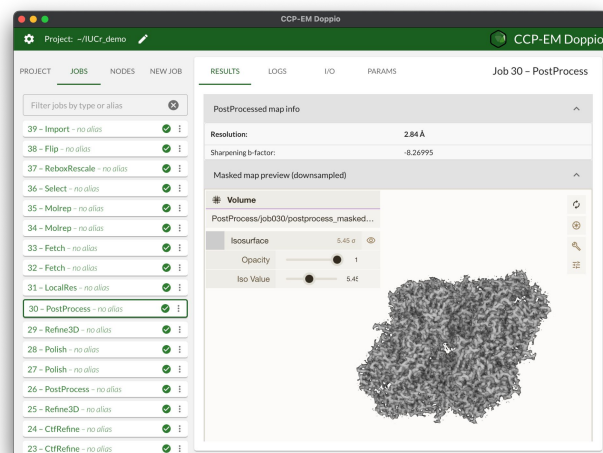 CCP-EM Doppio
Project: ~/IUCr_demo
CCP-EM Doppio
PROJECT JOBS NODES NEW JOB
RESULTS LOGS I/O PARAMS
Job 30 – PostProcess
Filter jobs by type or alias
39 – Import – no alias
38 – Flip – no alias
37 – ReboxRescale – no alias
36 – Select – no alias
35 – Molrep – no alias
34 – Molrep – no alias
33 – Fetch – no alias
32 – Fetch – no alias
31 – LocalRes – no alias
30 – PostProcess – no alias
29 – Refine3D – no alias
28 – Polish – no alias
27 – Polish – no alias
26 – PostProcess – no alias
25 – Refine3D – no alias
24 – CtfRefine – no alias
23 – CtfRefine – no alias
PostProcessed map info
Resolution: 2.84 Å
Sharpening b-factor: -8.26995
Masked map preview (downsampled)
Volume
PostProcess/job030/postprocess_masked...
Isosurface 5.45 σ
Opacity 1
Iso Value 5.45